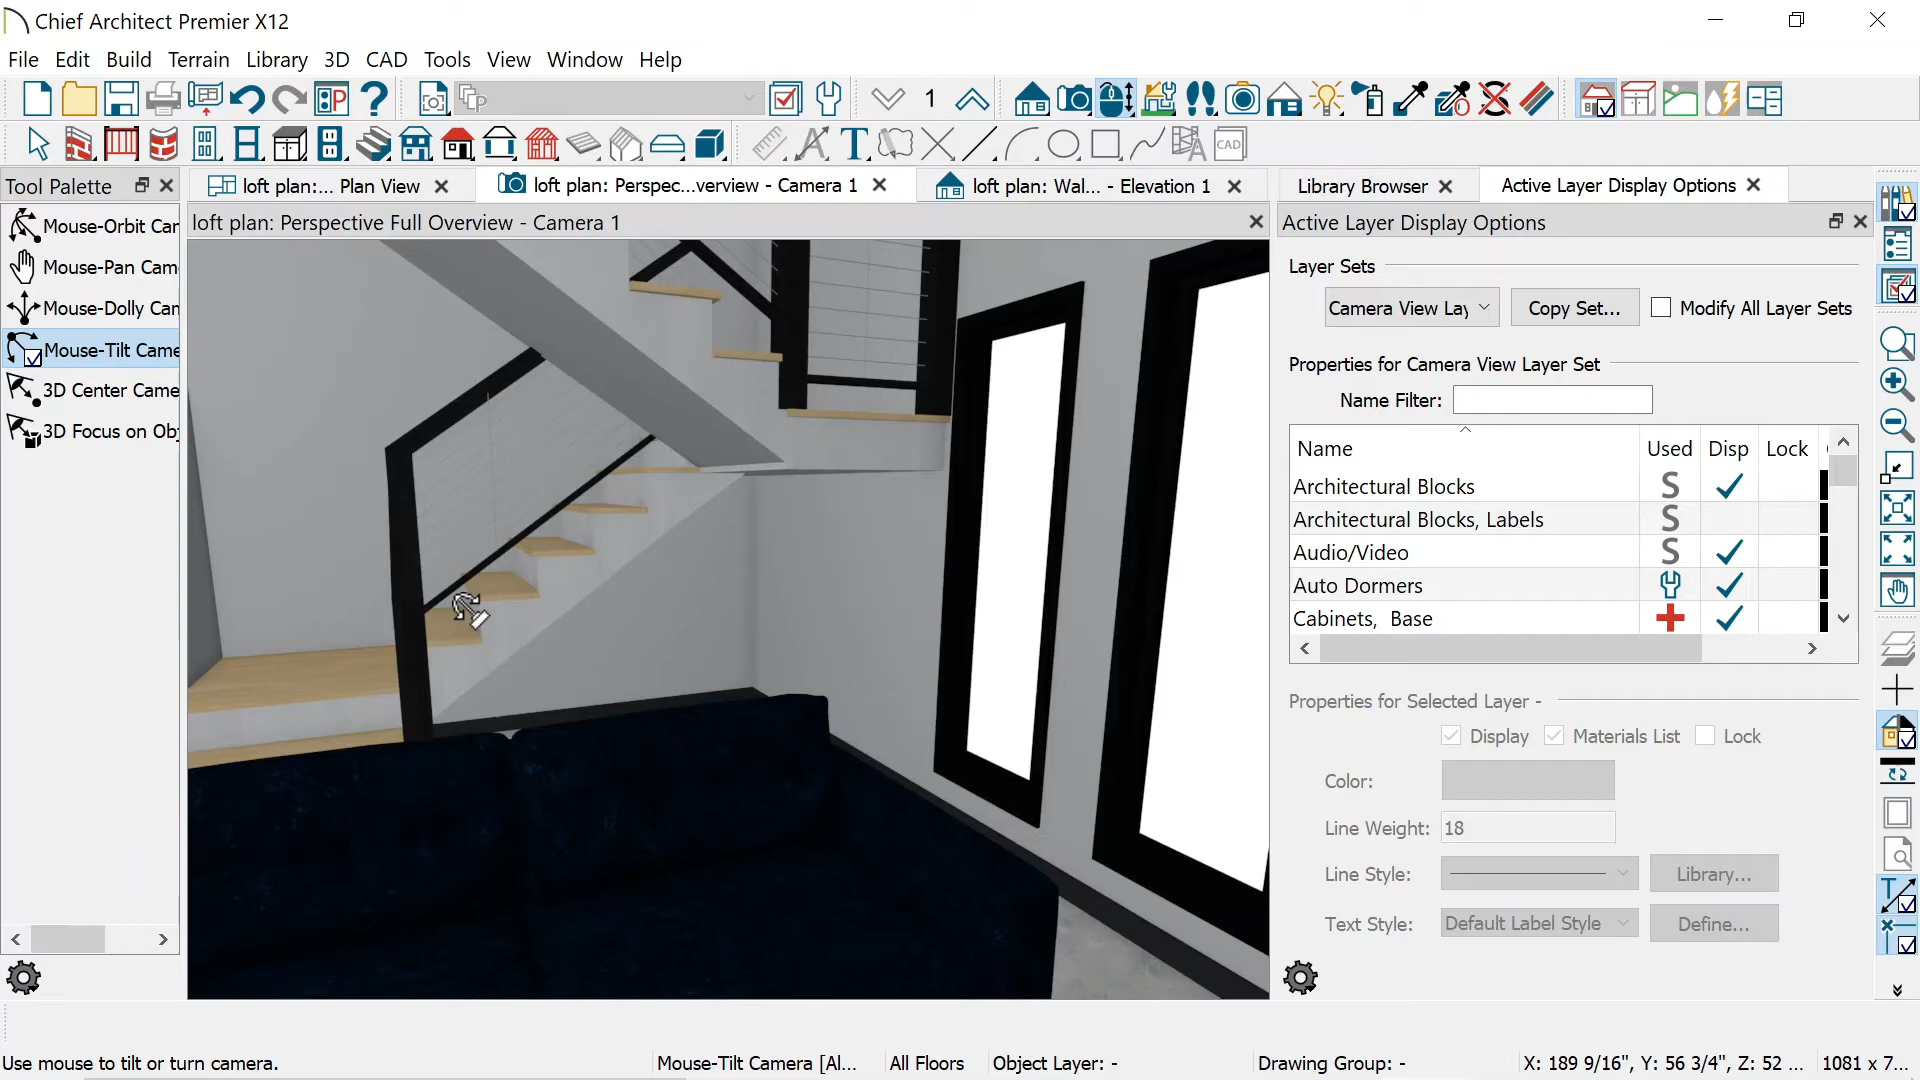 Chief Architect Premier X12
File Edit Build Terrain Library 3D CAD Tools View Window Help
1
CAD
Tool Palette
loft plan:... Plan View
loft plan: Perspec...verview - Camera 1
loft plan: Wal... - Elevation 1
Library Browser
Active Layer Display Options
loft plan: Perspective Full Overview - Camera 1
Active Layer Display Options
Mouse-Orbit Car
Mouse-Pan Cam
Mouse-Dolly Can
Mouse-Tilt Came
3D Center Came
3D Focus on Obj
Layer Sets
Camera View Lay
Copy Set...
Modify All Layer Sets
Properties for Camera View Layer Set
Name Filter:
Name Used Disp Lock
Architectural Blocks S
Architectural Blocks, Labels S
Audio/Video S
Auto Dormers
Cabinets, Base
Properties for Selected Layer -
Display Materials List Lock
Color:
Line Weight: 18
Line Style: Library...
Text Style: Default Label Style Define...
Use mouse to tilt or turn camera.
Mouse-Tilt Camera [Al...
All Floors
Object Layer: -
Drawing Group: -
X: 189 9/16", Y: 56 3/4", Z: 52 ...
1081 x 7...